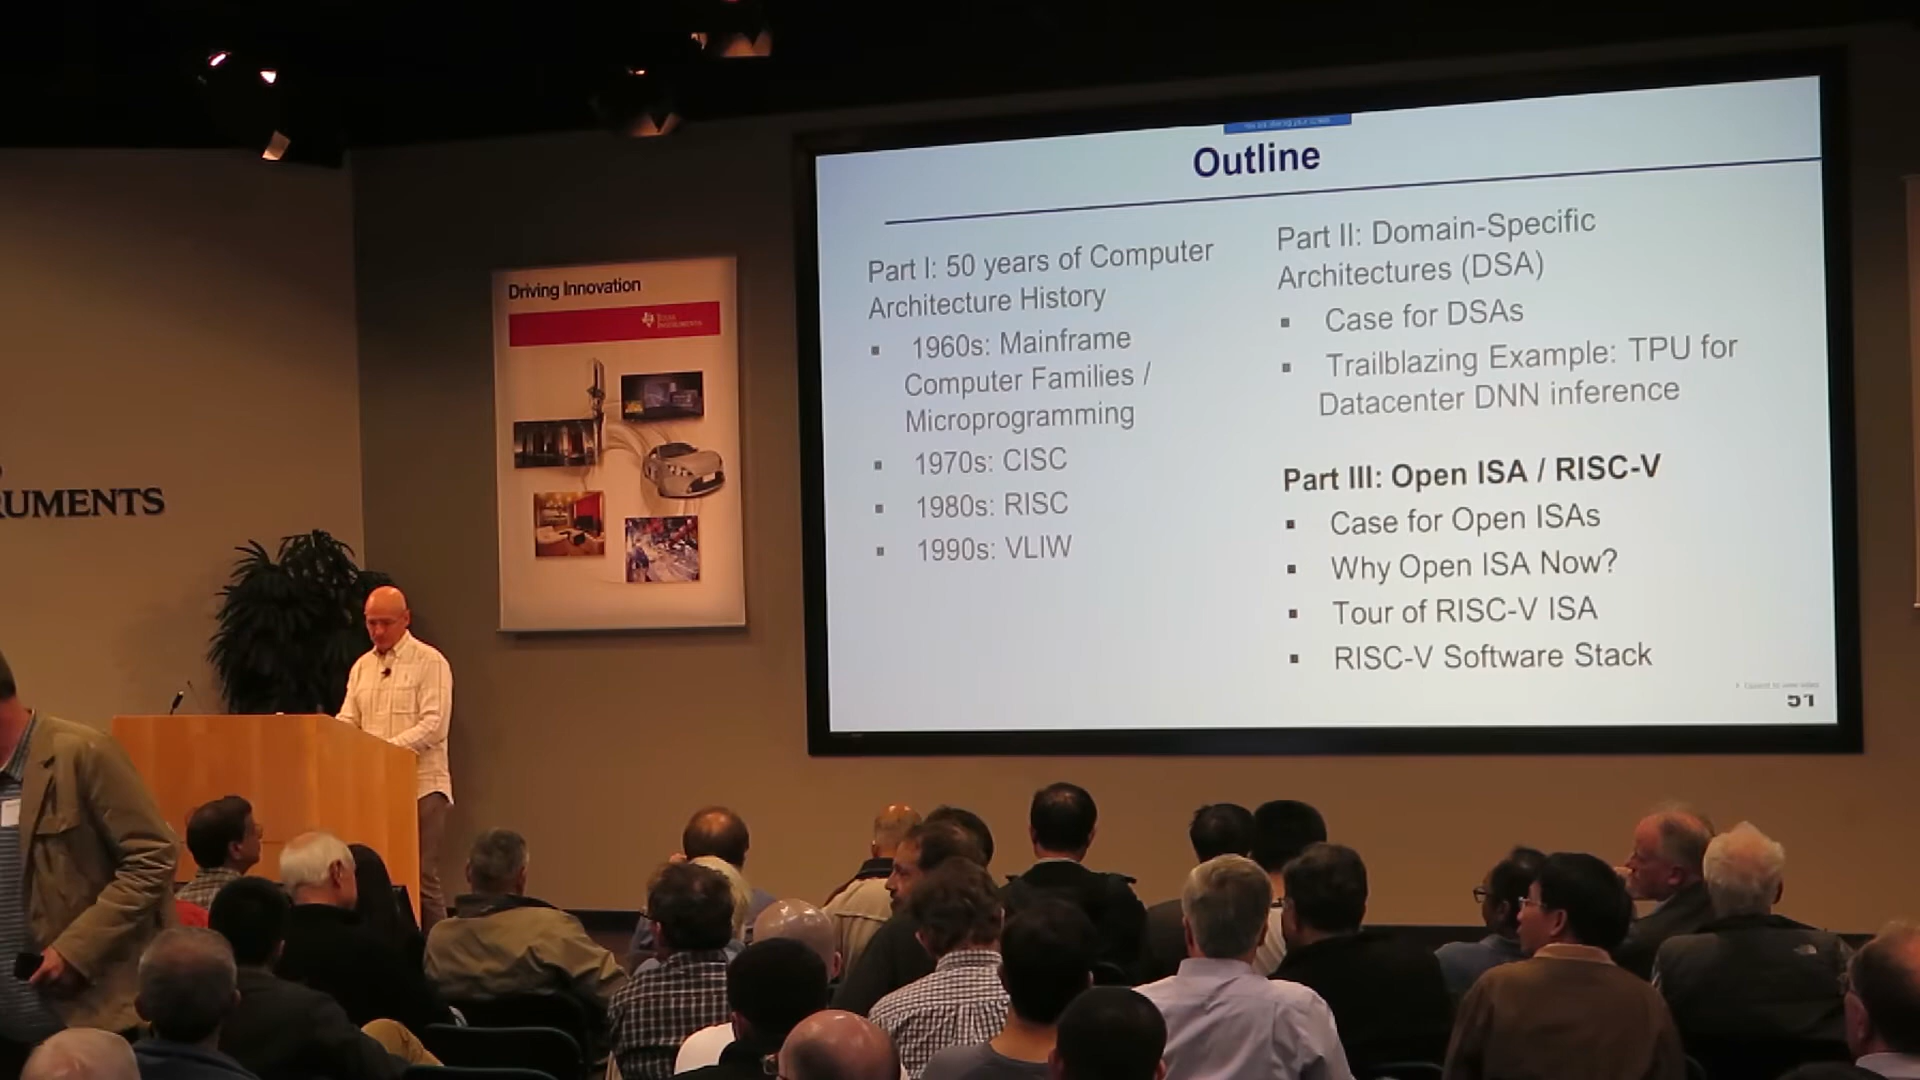 UMENTS
Driving Innovation
TEXAS
INSTRUMENTS
Outline
Part I: 50 years of Computer
Architecture History
▪ 1960s: Mainframe
Computer Families /
Microprogramming
▪ 1970s: CISC
▪ 1980s: RISC
▪ 1990s: VLIW
Part II: Domain-Specific
Architectures (DSA)
▪ Case for DSAs
▪ Trailblazing Example: TPU for
Datacenter DNN inference
Part III: Open ISA / RISC-V
▪ Case for Open ISAs
▪ Why Open ISA Now?
▪ Tour of RISC-V ISA
▪ RISC-V Software Stack
51